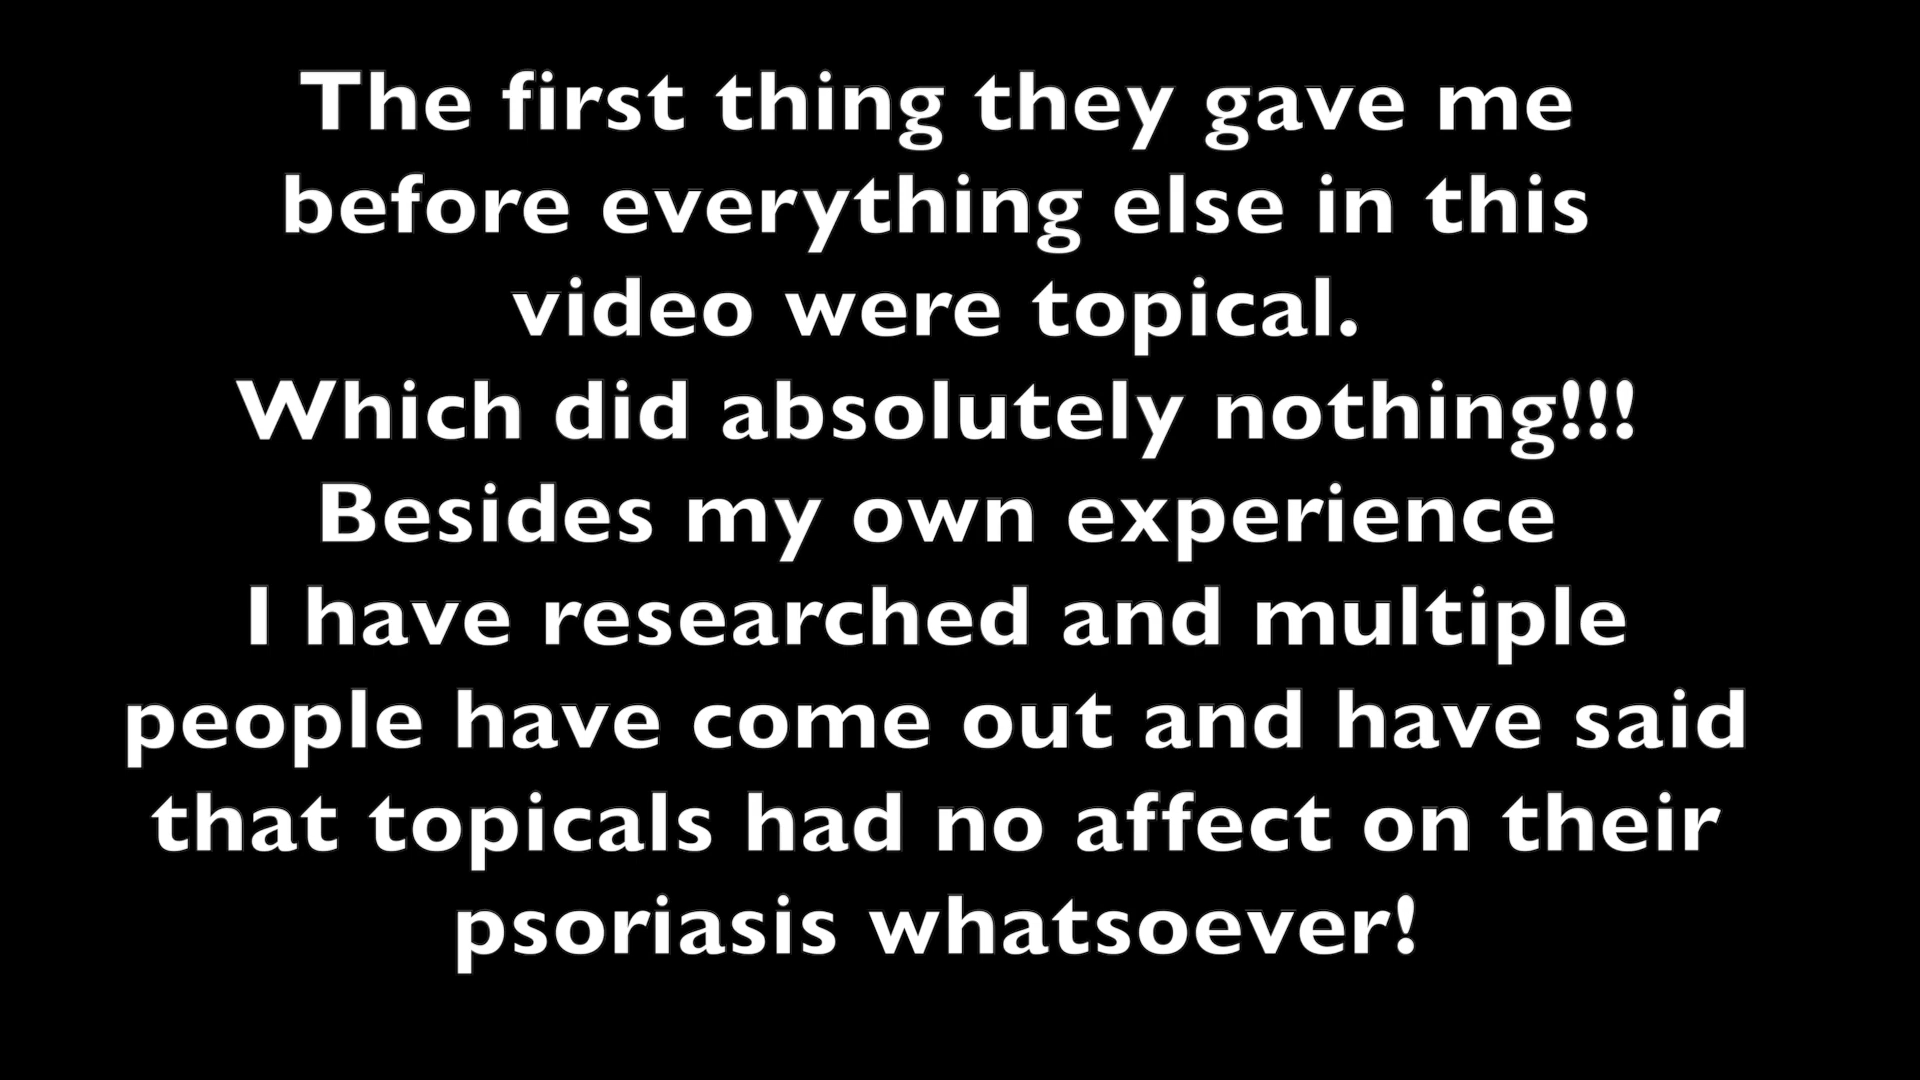 The first thing they gave me
before everything else in this
video were topical.
Which did absolutely nothing!!!
Besides my own experience
I have researched and multiple
people have come out and have said
that topicals had no affect on their
psoriasis whatsoever!